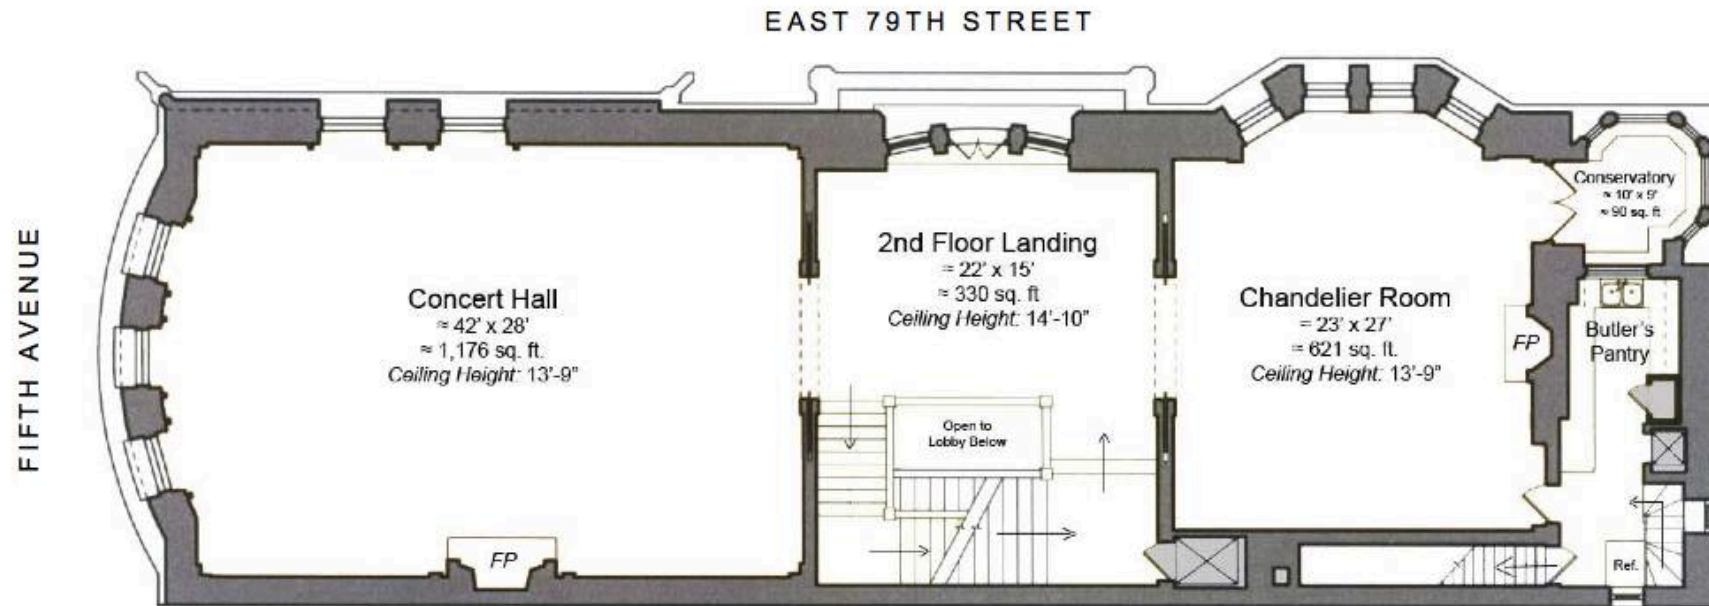 EAST 79TH STREET
FIFTH AVENUE
Concert Hall
≈ 42' x 28'
≈ 1,176 sq. ft.
Ceiling Height: 13'-9"
FP
2nd Floor Landing
≈ 22' x 15'
≈ 330 sq. ft
Ceiling Height: 14'-10"
Open to
Lobby Below
Chandelier Room
≈ 23' x 27'
≈ 621 sq. ft.
Ceiling Height: 13'-9"
FP
Conservatory
≈ 10' x 9'
≈ 90 sq. ft
Butler's
Pantry
Ref.